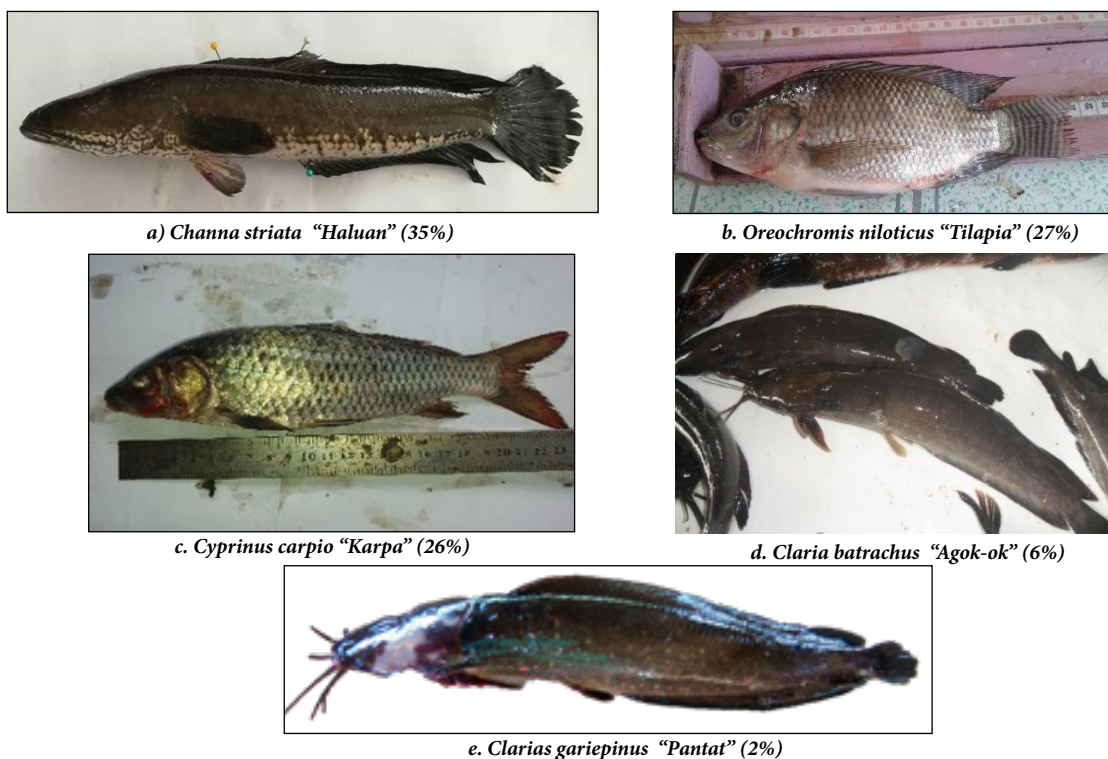 a) Channa striata “Haluan” (35%)
b. Oreochromis niloticus “Tilapia” (27%)
c. Cyprinus carpio “Karpa” (26%)
d. Claria batrachus “Agok-ok” (6%)
e. Clarias gariepinus “Pantat” (2%)